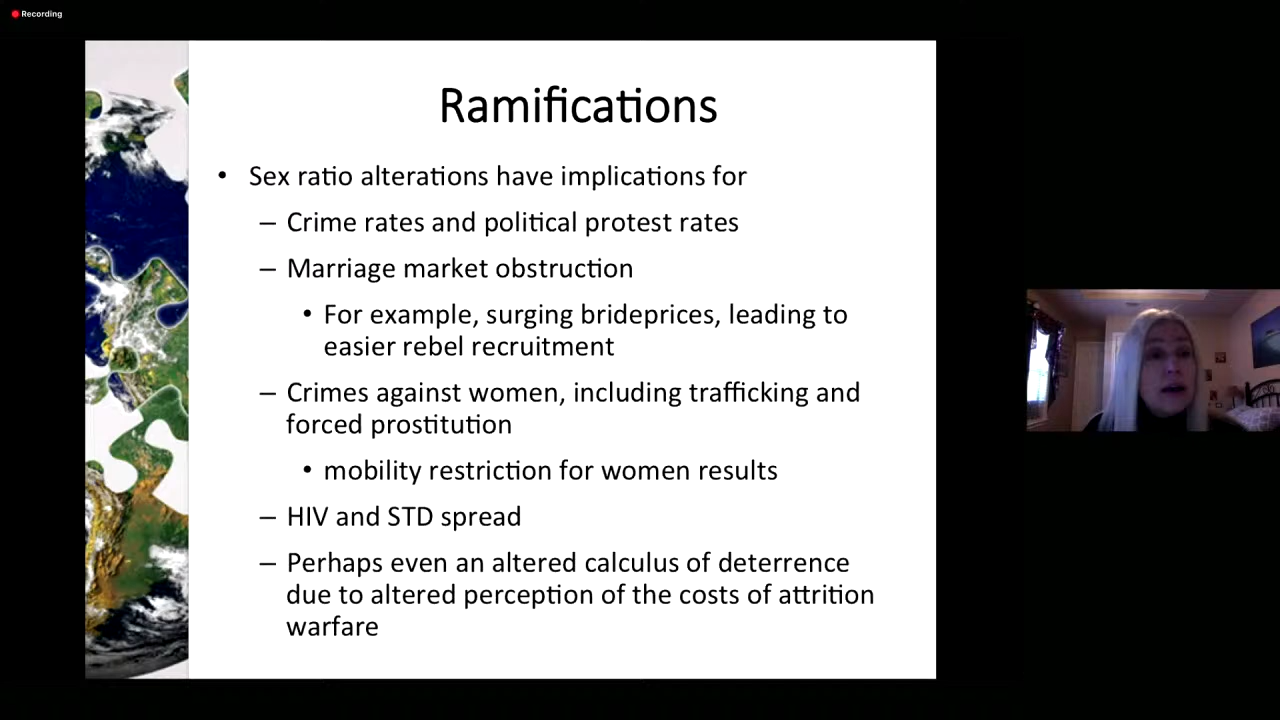 Recording
Ramifications
• Sex ratio alterations have implications for
– Crime rates and political protest rates
– Marriage market obstruction
• For example, surging brideprices, leading to
easier rebel recruitment
– Crimes against women, including trafficking and
forced prostitution
• mobility restriction for women results
– HIV and STD spread
– Perhaps even an altered calculus of deterrence
due to altered perception of the costs of attrition
warfare